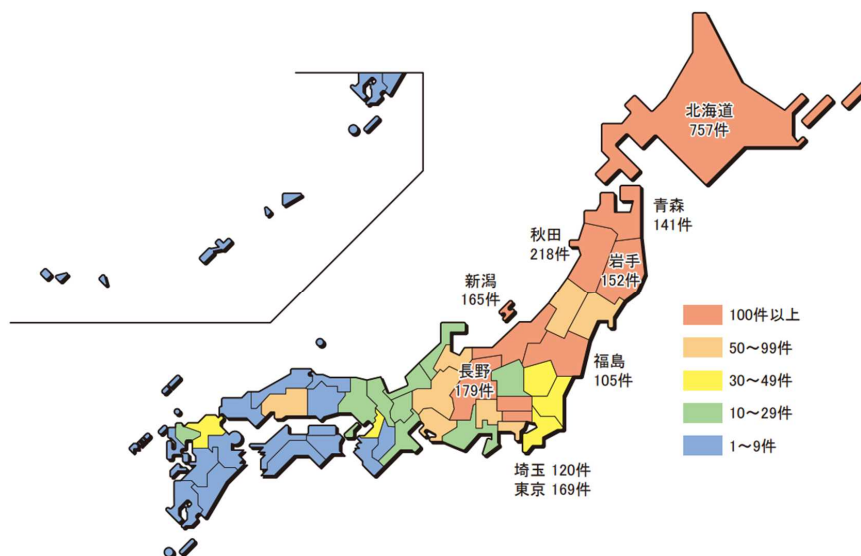 北海道
757件
青森
141件
秋田
218件
岩手
152件
新潟
165件
福島
105件
長野
179件
埼玉 120件
東京 169件
100件以上
50～99件
30～49件
10～29件
1～9件